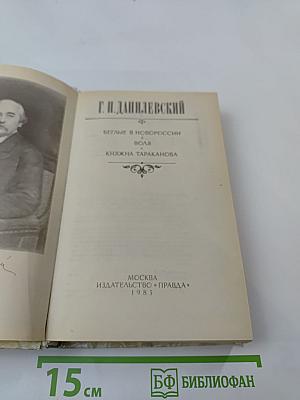 Г. П. ДАНИЛЕВСКИЙ
БЕГЛЫЕ В НОВОРОССИИ
ВОЛЯ
КНЯЖНА ТАРАКАНОВА
МОСКВА
ИЗДАТЕЛЬСТВО «ПРАВДА»
1983
15 см
БФ БИБЛИОФАН